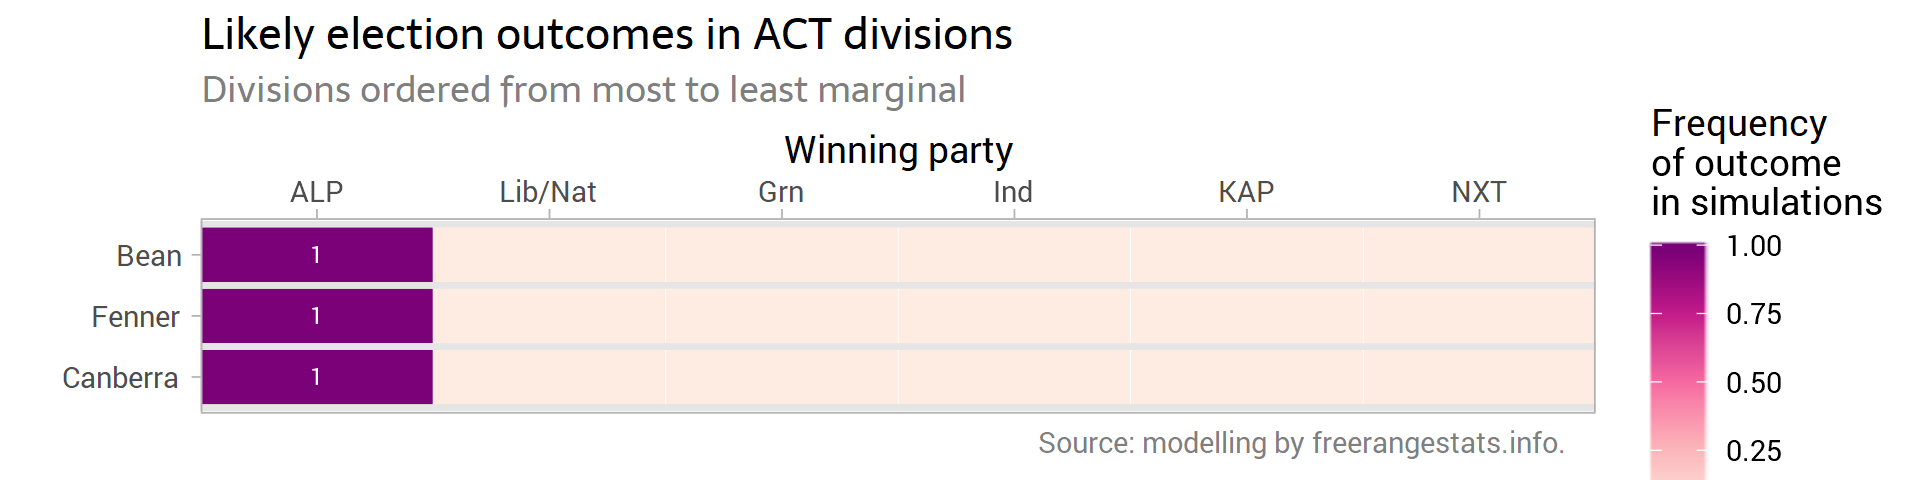 Likely election outcomes in ACT divisions
Divisions ordered from most to least marginal
Winning party
ALP Lib/Nat Grn Ind KAP NXT
Bean 1
Fenner 1
Canberra 1
Source: modelling by freerangestats.info.
Frequency
of outcome
in simulations
1.00
0.75
0.50
0.25